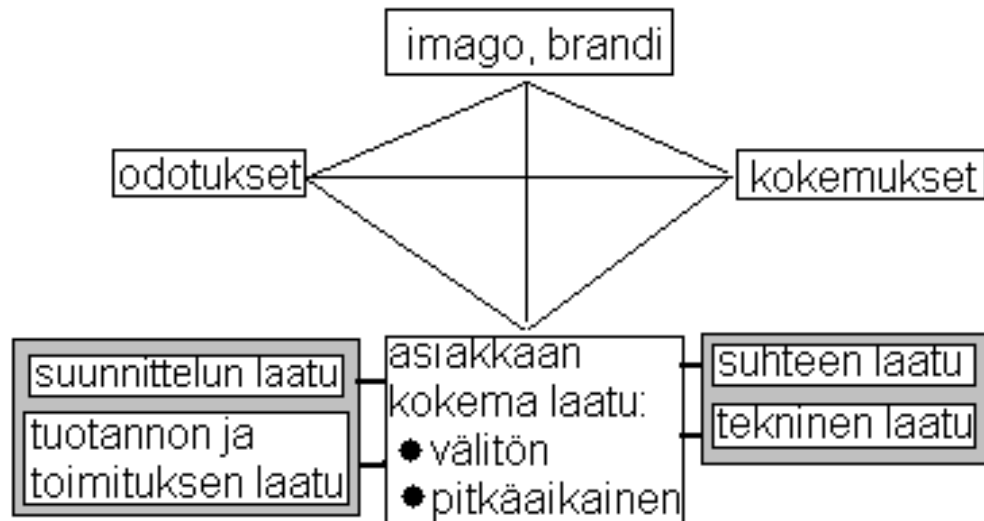 imago, brandi
odotukset
kokemukset
suunnittelun laatu
tuotannon ja
toimituksen laatu
asiakkaan
kokema laatu:
● välitön
● pitkäaikainen
suhteen laatu
tekninen laatu